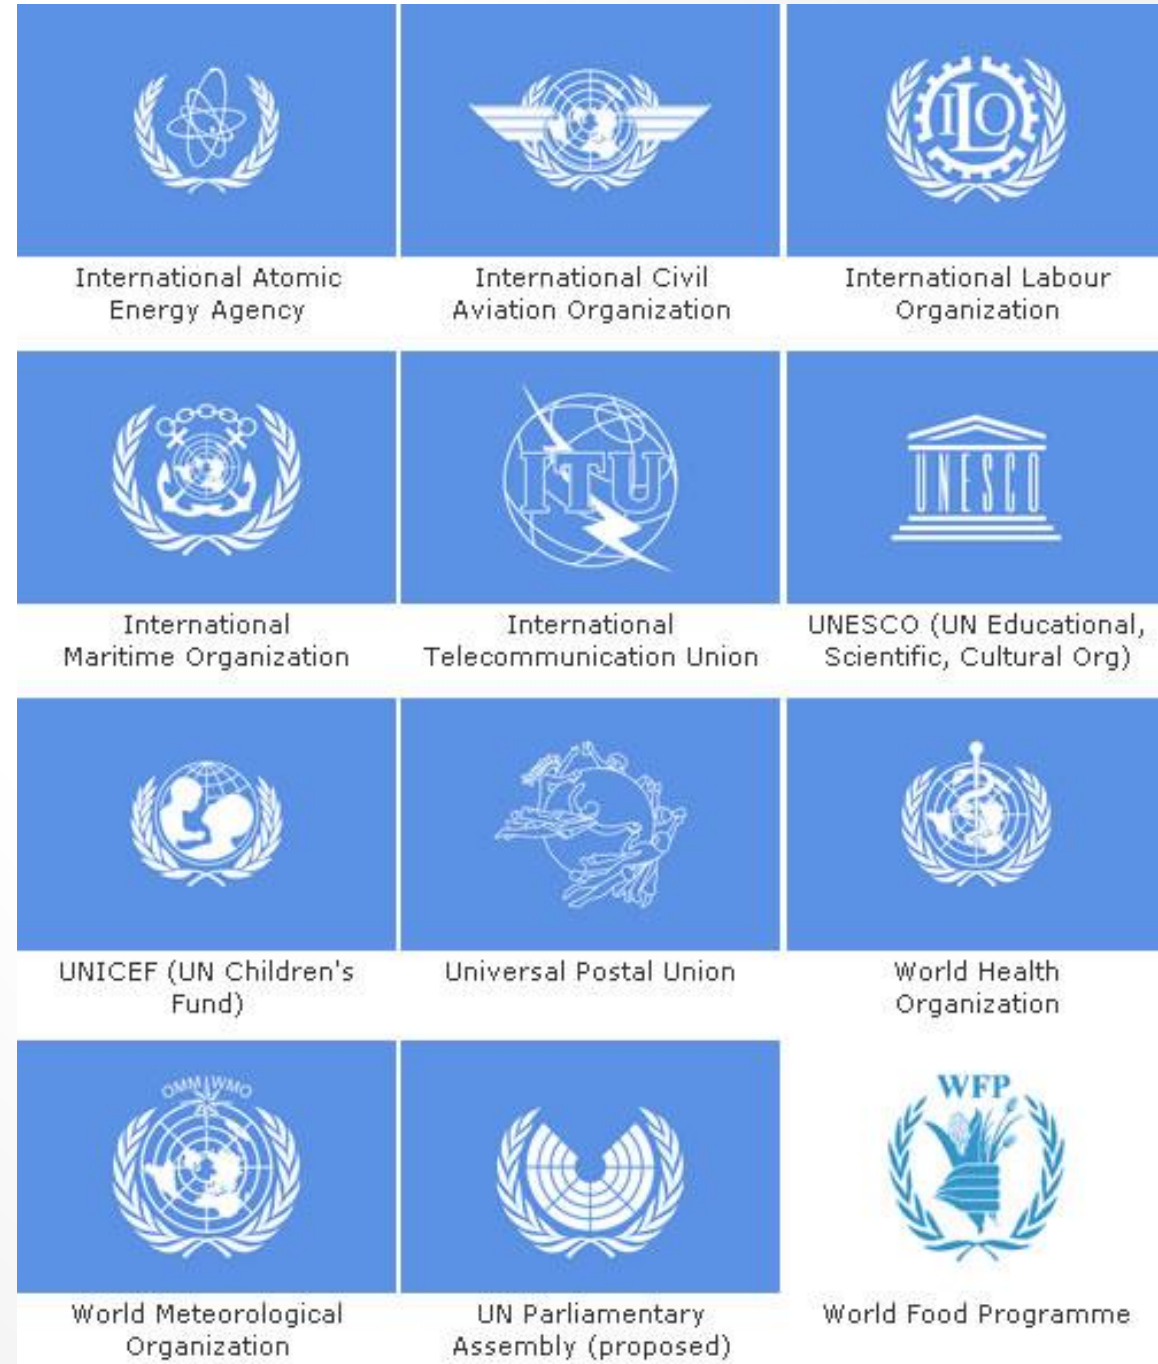 ILO
International Atomic
Energy Agency
International Civil
Aviation Organization
International Labour
Organization
ITU
UNESCO
International
Maritime Organization
International
Telecommunication Union
UNESCO (UN Educational,
Scientific, Cultural Org)
UNICEF (UN Children's
Fund)
Universal Postal Union
World Health
Organization
OMM WMO
WFP
World Meteorological
Organization
UN Parliamentary
Assembly (proposed)
World Food Programme